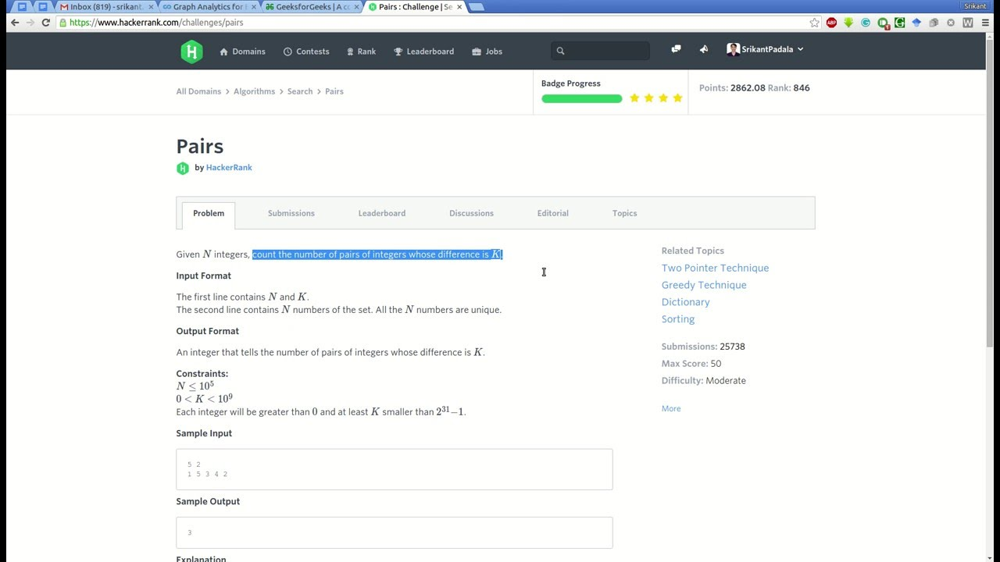 Inbox (819) - srikant.
Graph Analytics for
GeeksforGeeks | A c
Pairs : Challenge | Se
Srikant
https://www.hackerrank.com/challenges/pairs
Domains
Contests
Rank
Leaderboard
Jobs
SrikantPadala
All Domains > Algorithms > Search > Pairs
Badge Progress
Points: 2862.08 Rank: 846
Pairs
by HackerRank
Problem
Submissions
Leaderboard
Discussions
Editorial
Topics
Given N integers, count the number of pairs of integers whose difference is K.
Input Format
The first line contains N and K.
The second line contains N numbers of the set. All the N numbers are unique.
Output Format
An integer that tells the number of pairs of integers whose difference is K.
Constraints:
N ≤ 10⁵
0 < K < 10⁹
Each integer will be greater than 0 and at least K smaller than 2³¹−1.
Sample Input
5 2
1 5 3 4 2
Sample Output
3
Explanation
Related Topics
Two Pointer Technique
Greedy Technique
Dictionary
Sorting
Submissions: 25738
Max Score: 50
Difficulty: Moderate
More